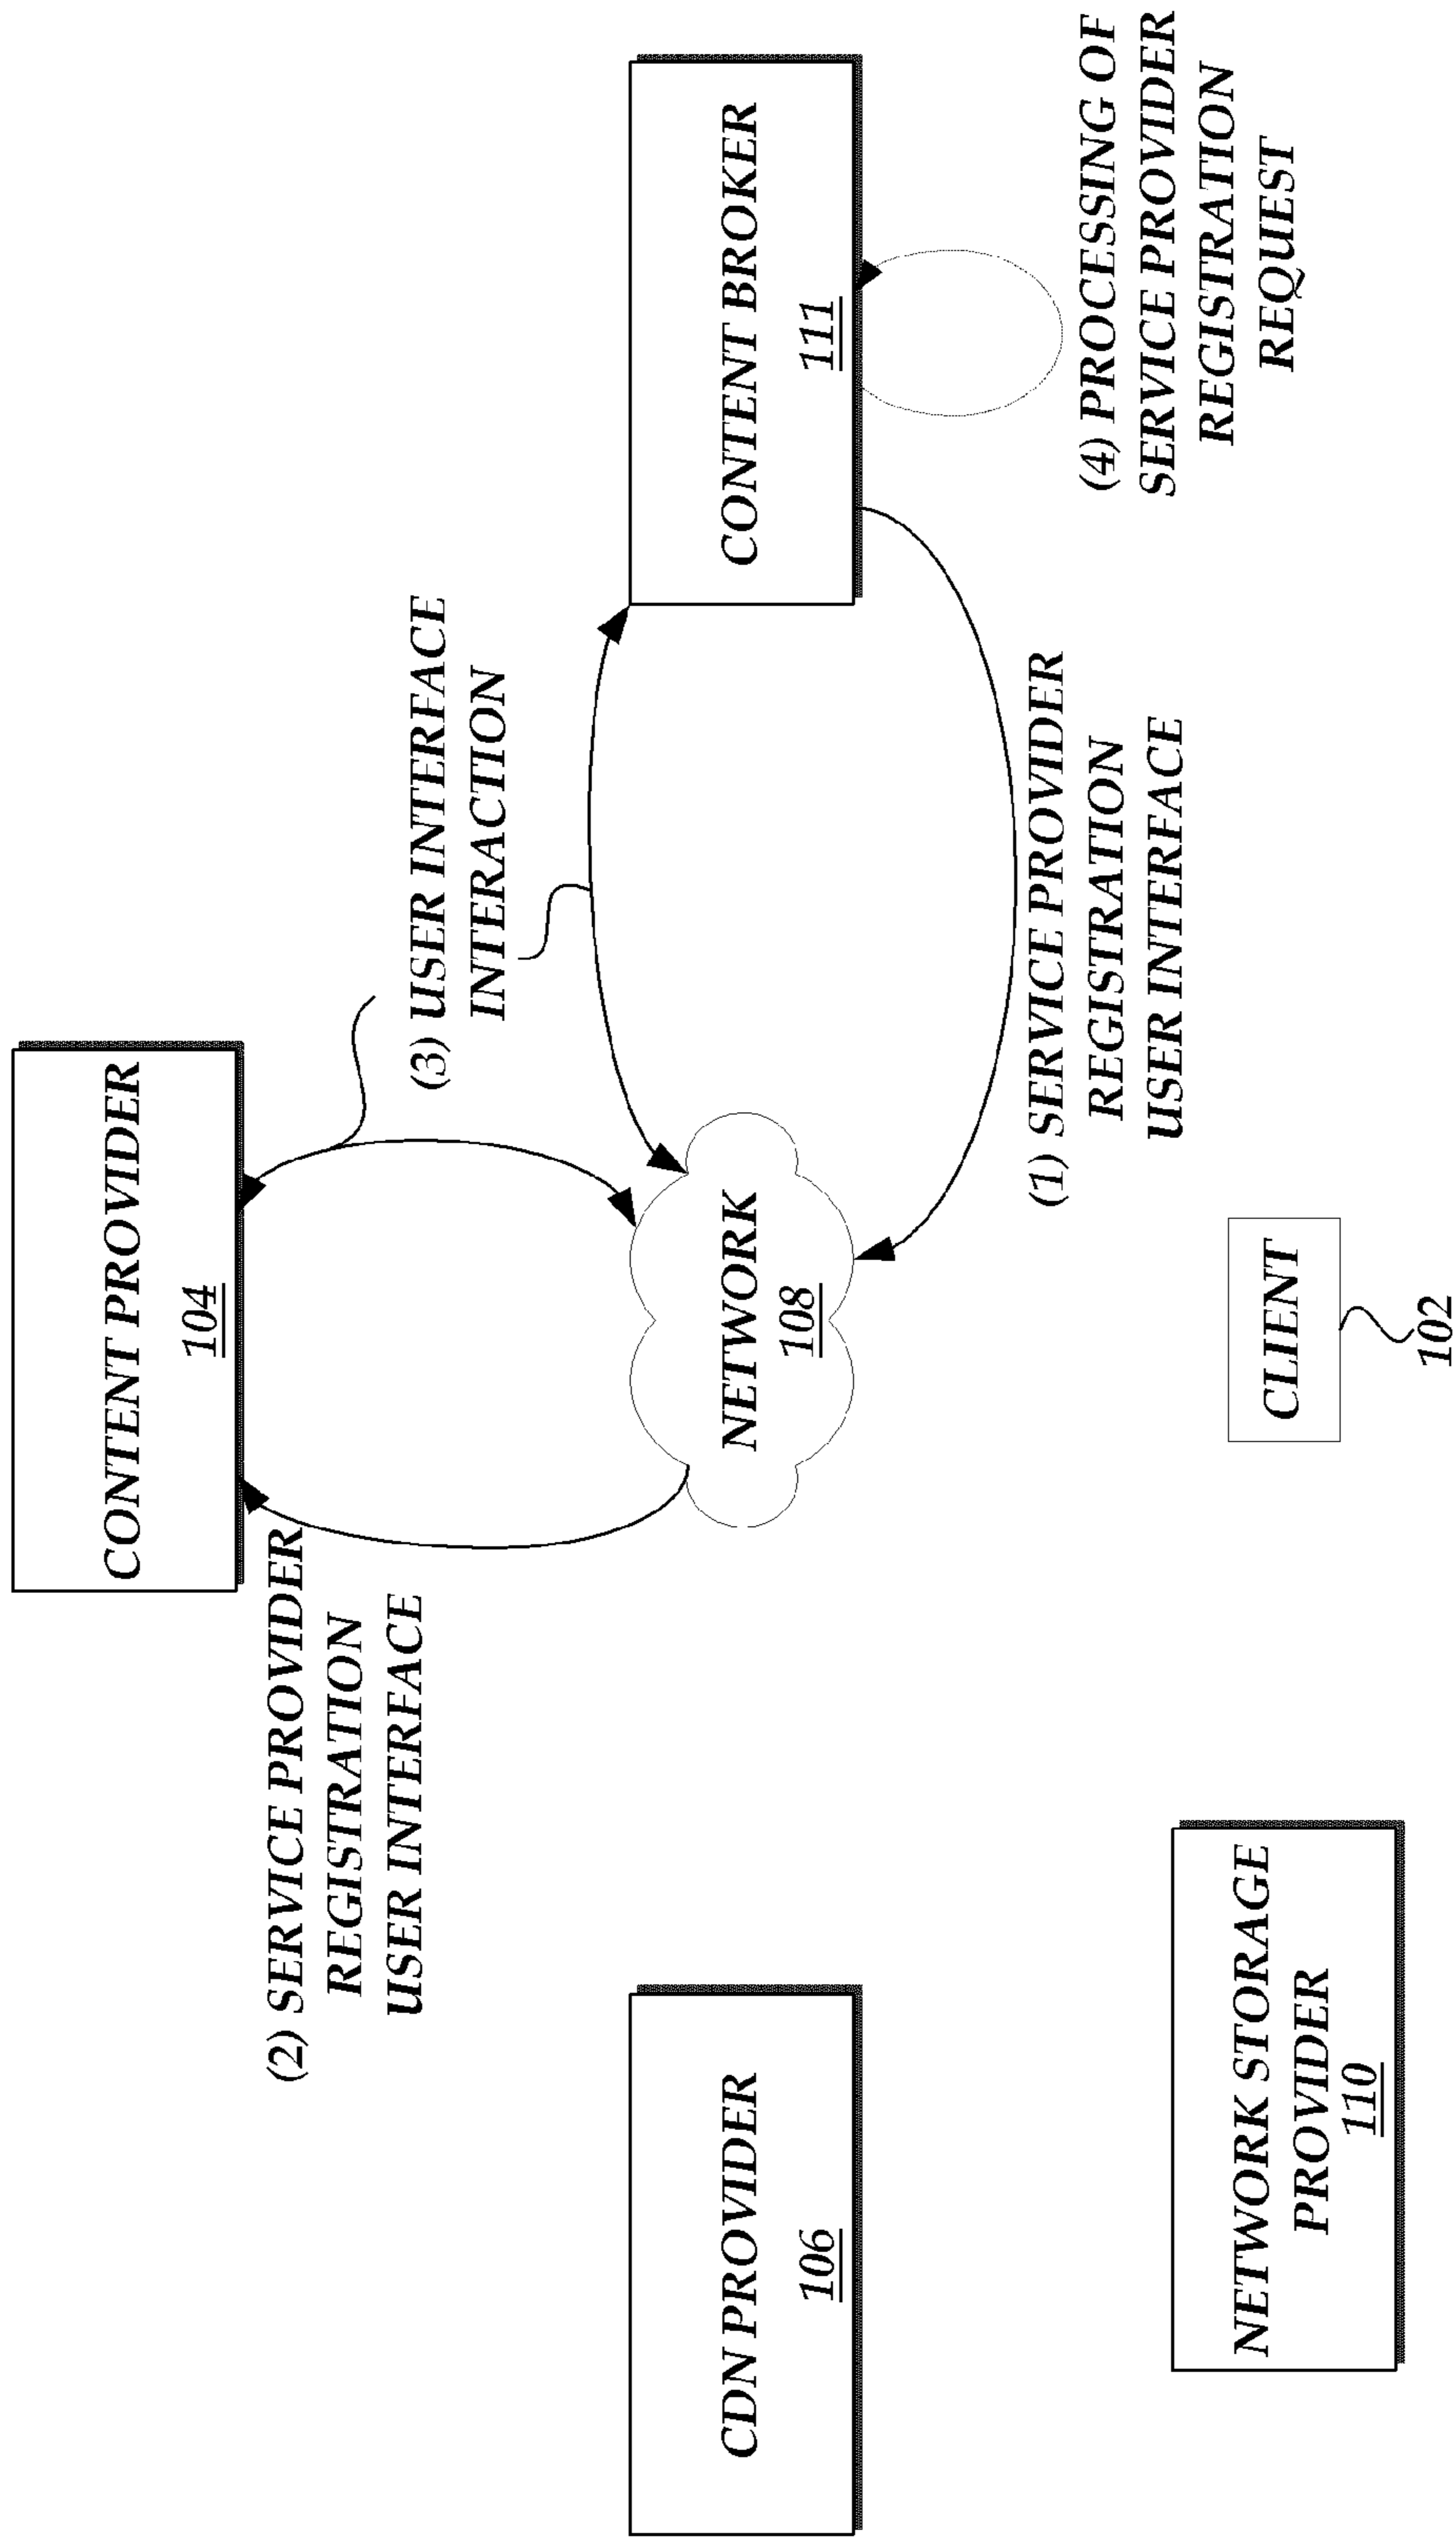 CONTENT PROVIDER
104
(2) SERVICE PROVIDER
REGISTRATION
USER INTERFACE
(3) USER INTERFACE
INTERACTION
CDN PROVIDER
106
NETWORK
108
CONTENT BROKER
111
(1) SERVICE PROVIDER
REGISTRATION
USER INTERFACE
(4) PROCESSING OF
SERVICE PROVIDER
REGISTRATION
REQUEST
NETWORK STORAGE
PROVIDER
110
CLIENT
102